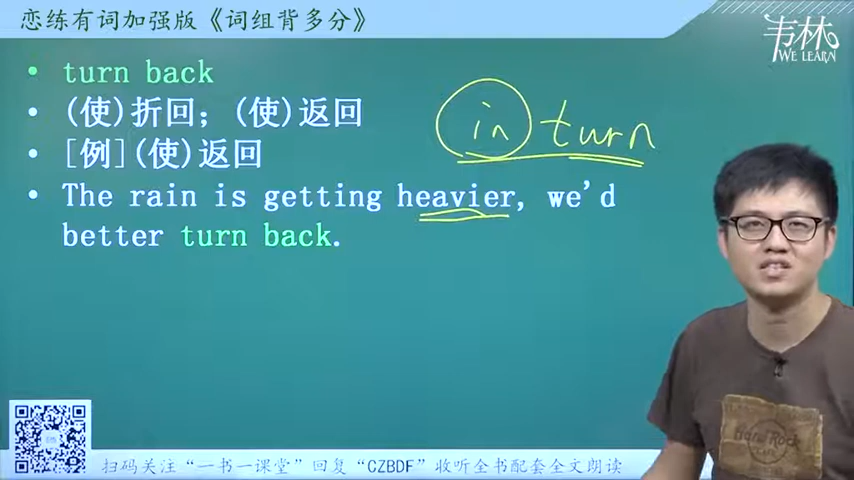 恋练有词加强版《词组背多分》
韦林
WE LEARN
• turn back
• (使)折回；(使)返回
in turn
• [例](使)返回
• The rain is getting heavier, we'd
better turn back.
Hard Rock
CAFE
扫码关注“一书一课堂”回复“CZBDF”收听全书配套全文朗读